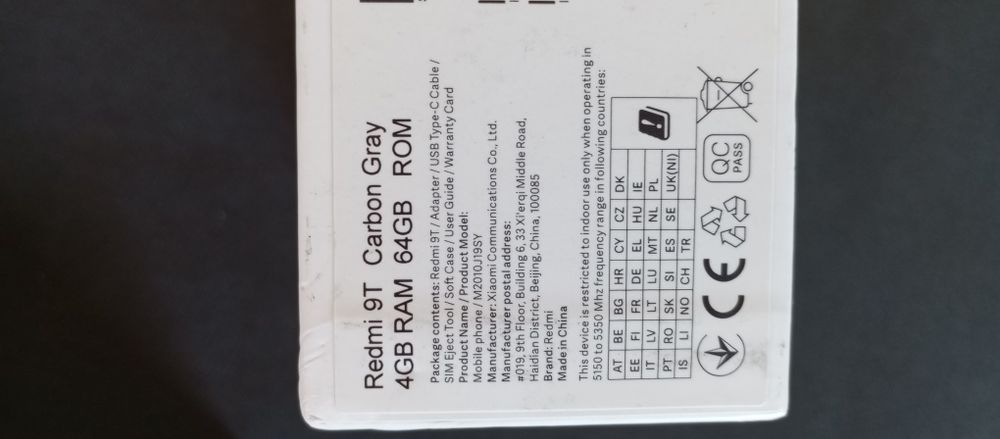 Redmi 9T Carbon Gray
4GB RAM 64GB ROM
Package contents: Redmi 9T / Adapter / USB Type-C Cable /
SIM Eject Tool / Soft Case / User Guide / Warranty Card
Product Name / Product Model:
Mobile phone / M2010J19SY
Manufacturer: Xiaomi Communications Co., Ltd.
Manufacturer postal address:
#019, 9th Floor, Building 6, 33 Xi'erqi Middle Road,
Haidian District, Beijing, China, 100085
Brand: Redmi
Made in China
This device is restricted to indoor use only when operating in
5150 to 5350 Mhz frequency range in following countries:
AT BE BG HR CY CZ DK
EE FI FR DE EL HU IE
IT LV LT LU MT NL PL
PT RO SK SI ES SE UK(NI)
IS LI NO CH TR
CE
QC
PASS